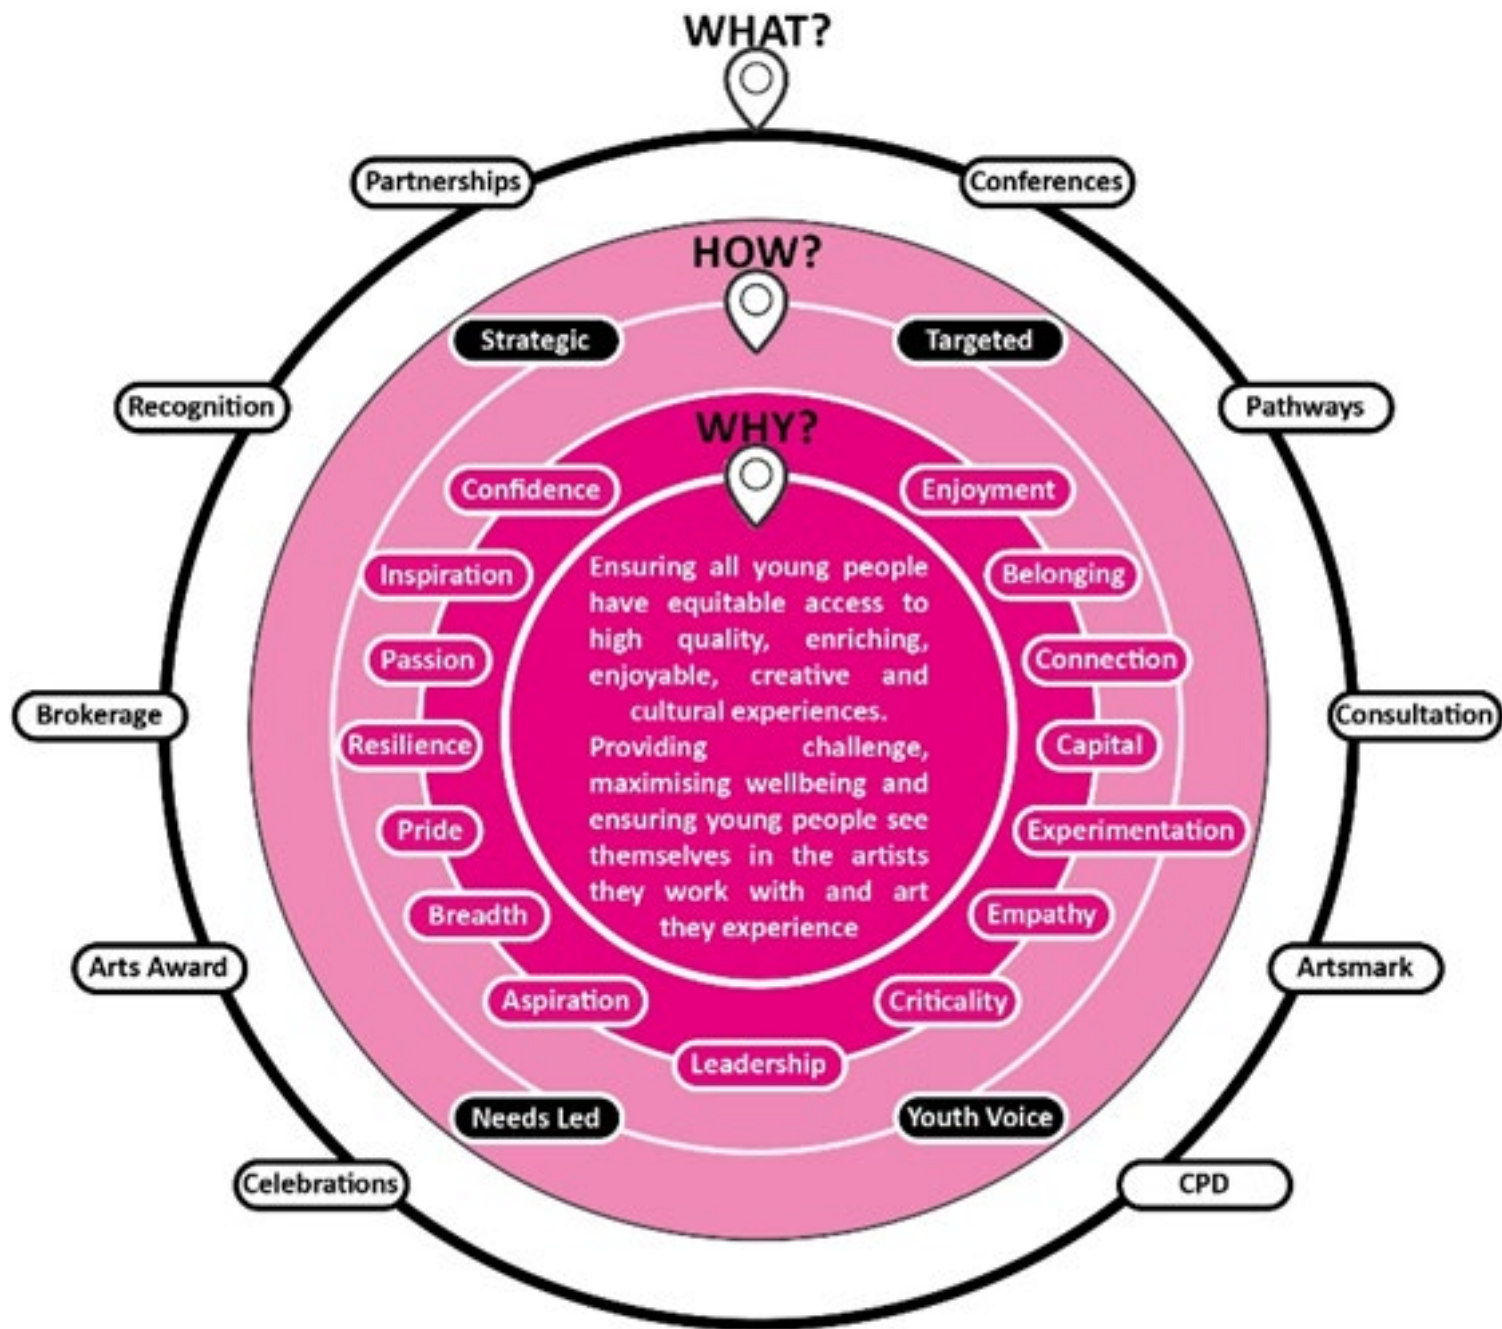 WHAT?
Partnerships
Conferences
HOW?
Strategic
Targeted
Recognition
Pathways
WHY?
Confidence
Enjoyment
Inspiration
Belonging
Ensuring all young people
have equitable access to
high quality, enriching,
enjoyable, creative and
cultural experiences.
Providing challenge,
maximising wellbeing and
ensuring young people see
themselves in the artists
they work with and art
they experience
Passion
Connection
Brokerage
Resilience
Capital
Consultation
Pride
Experimentation
Breadth
Empathy
Arts Award
Artsmark
Aspiration
Criticality
Leadership
Needs Led
Youth Voice
Celebrations
CPD